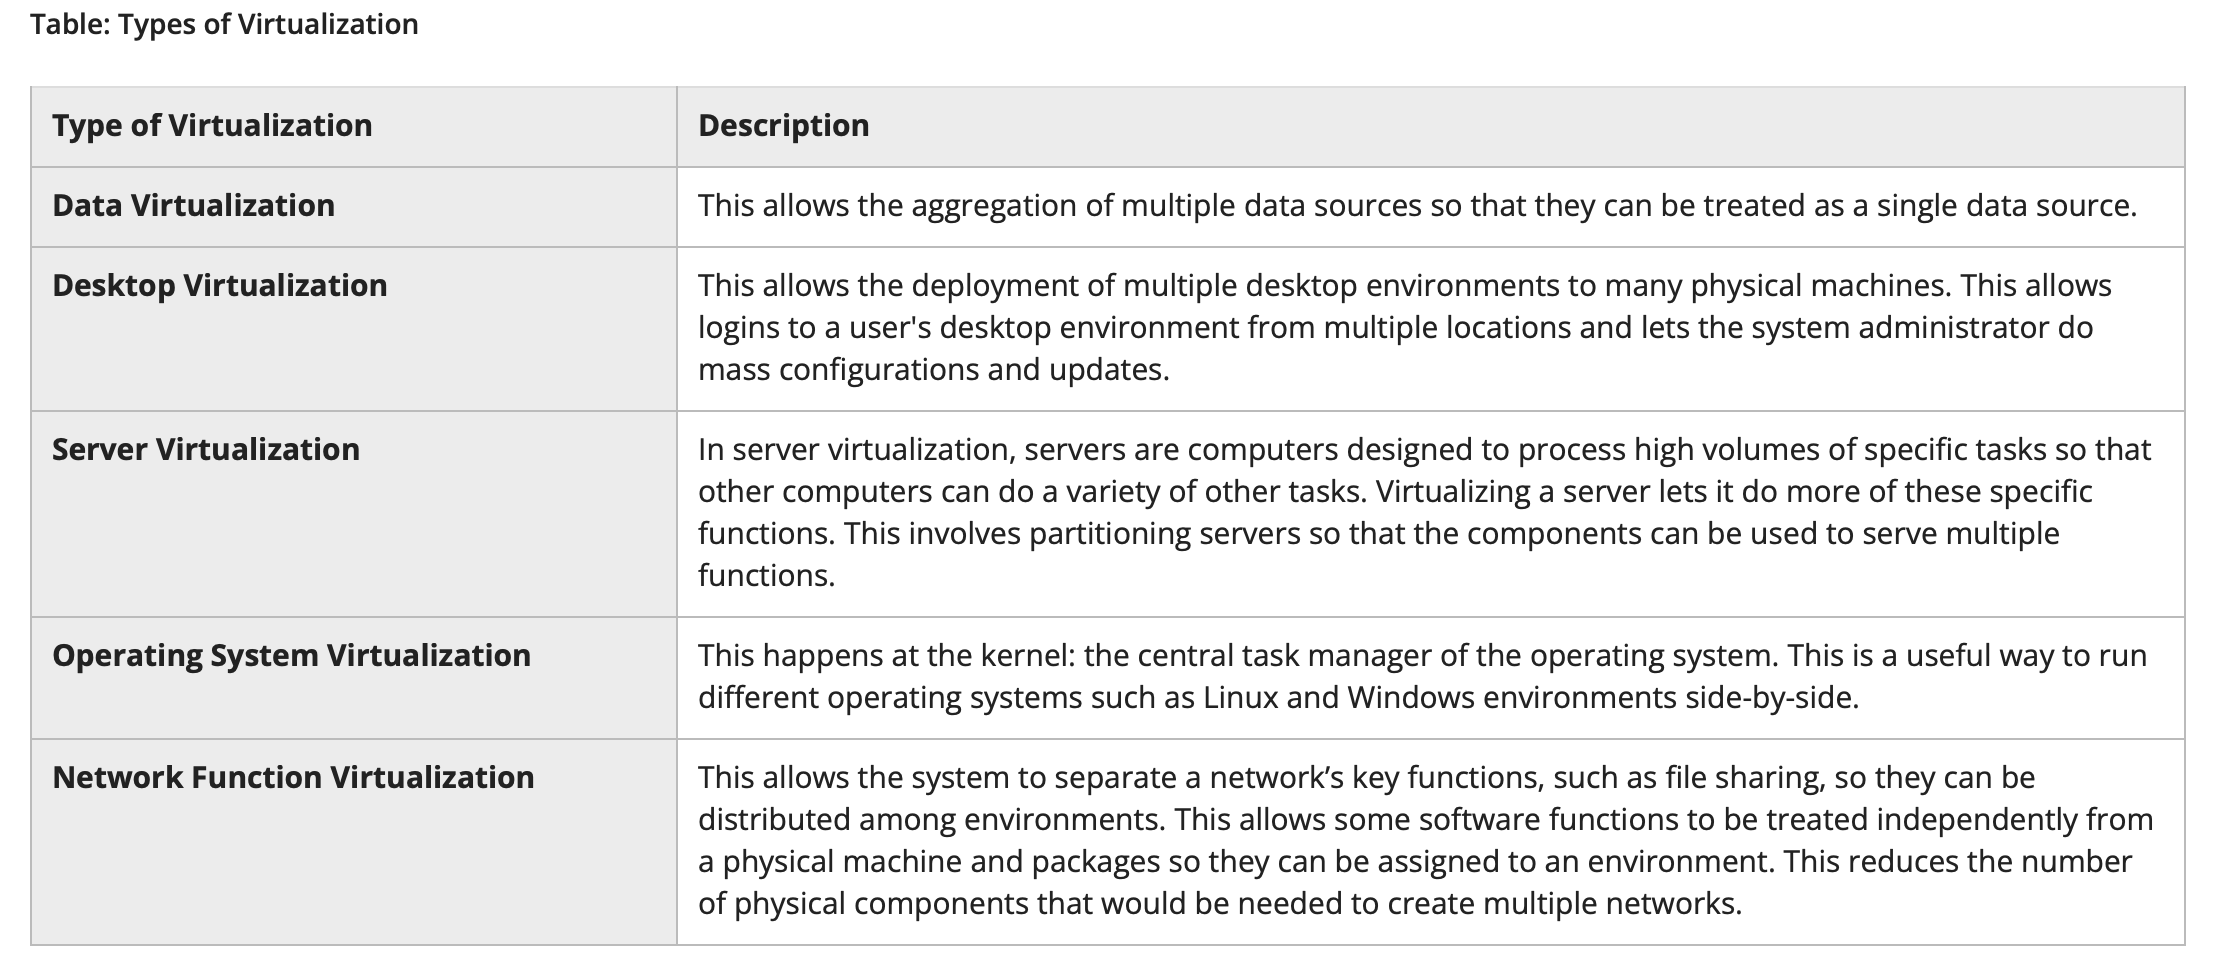 Table: Types of Virtualization
Type of Virtualization
Description
Data Virtualization
This allows the aggregation of multiple data sources so that they can be treated as a single data source.
Desktop Virtualization
This allows the deployment of multiple desktop environments to many physical machines. This allows
logins to a user's desktop environment from multiple locations and lets the system administrator do
mass configurations and updates.
Server Virtualization
In server virtualization, servers are computers designed to process high volumes of specific tasks so that
other computers can do a variety of other tasks. Virtualizing a server lets it do more of these specific
functions. This involves partitioning servers so that the components can be used to serve multiple
functions.
Operating System Virtualization
This happens at the kernel: the central task manager of the operating system. This is a useful way to run
different operating systems such as Linux and Windows environments side-by-side.
Network Function Virtualization
This allows the system to separate a network’s key functions, such as file sharing, so they can be
distributed among environments. This allows some software functions to be treated independently from
a physical machine and packages so they can be assigned to an environment. This reduces the number
of physical components that would be needed to create multiple networks.